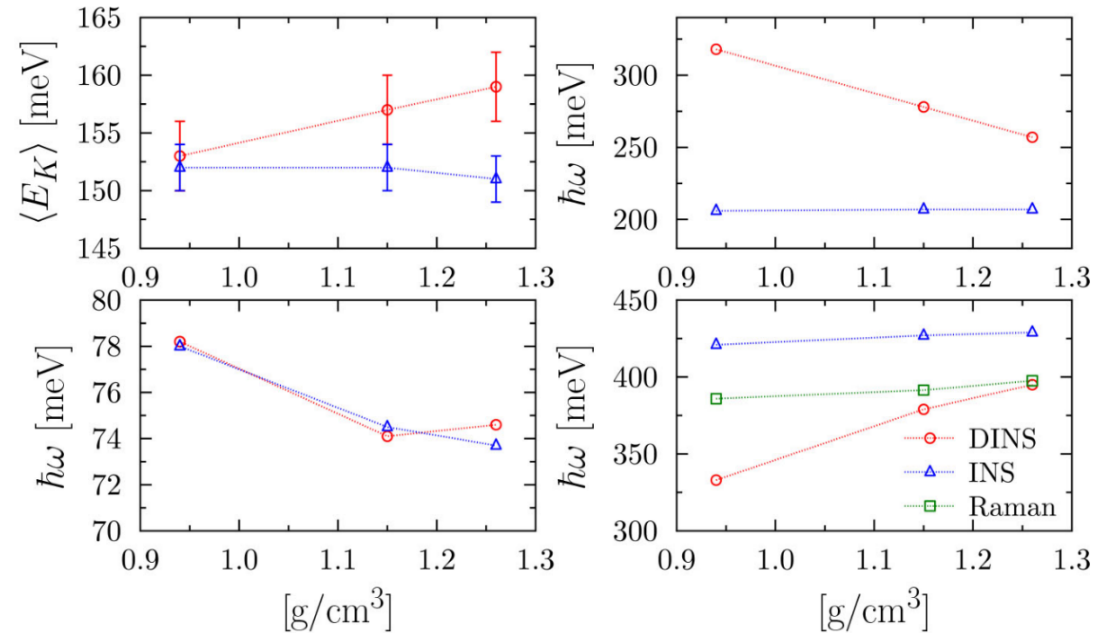 ⟨E_K⟩ [meV]
165
160
155
150
145
0.9 1.0 1.1 1.2 1.3
ℏω [meV]
300
250
200
0.9 1.0 1.1 1.2 1.3
ℏω [meV]
80
78
76
74
72
70
0.9 1.0 1.1 1.2 1.3
[g/cm³]
ℏω [meV]
450
400
350
300
DINS
INS
Raman
0.9 1.0 1.1 1.2 1.3
[g/cm³]